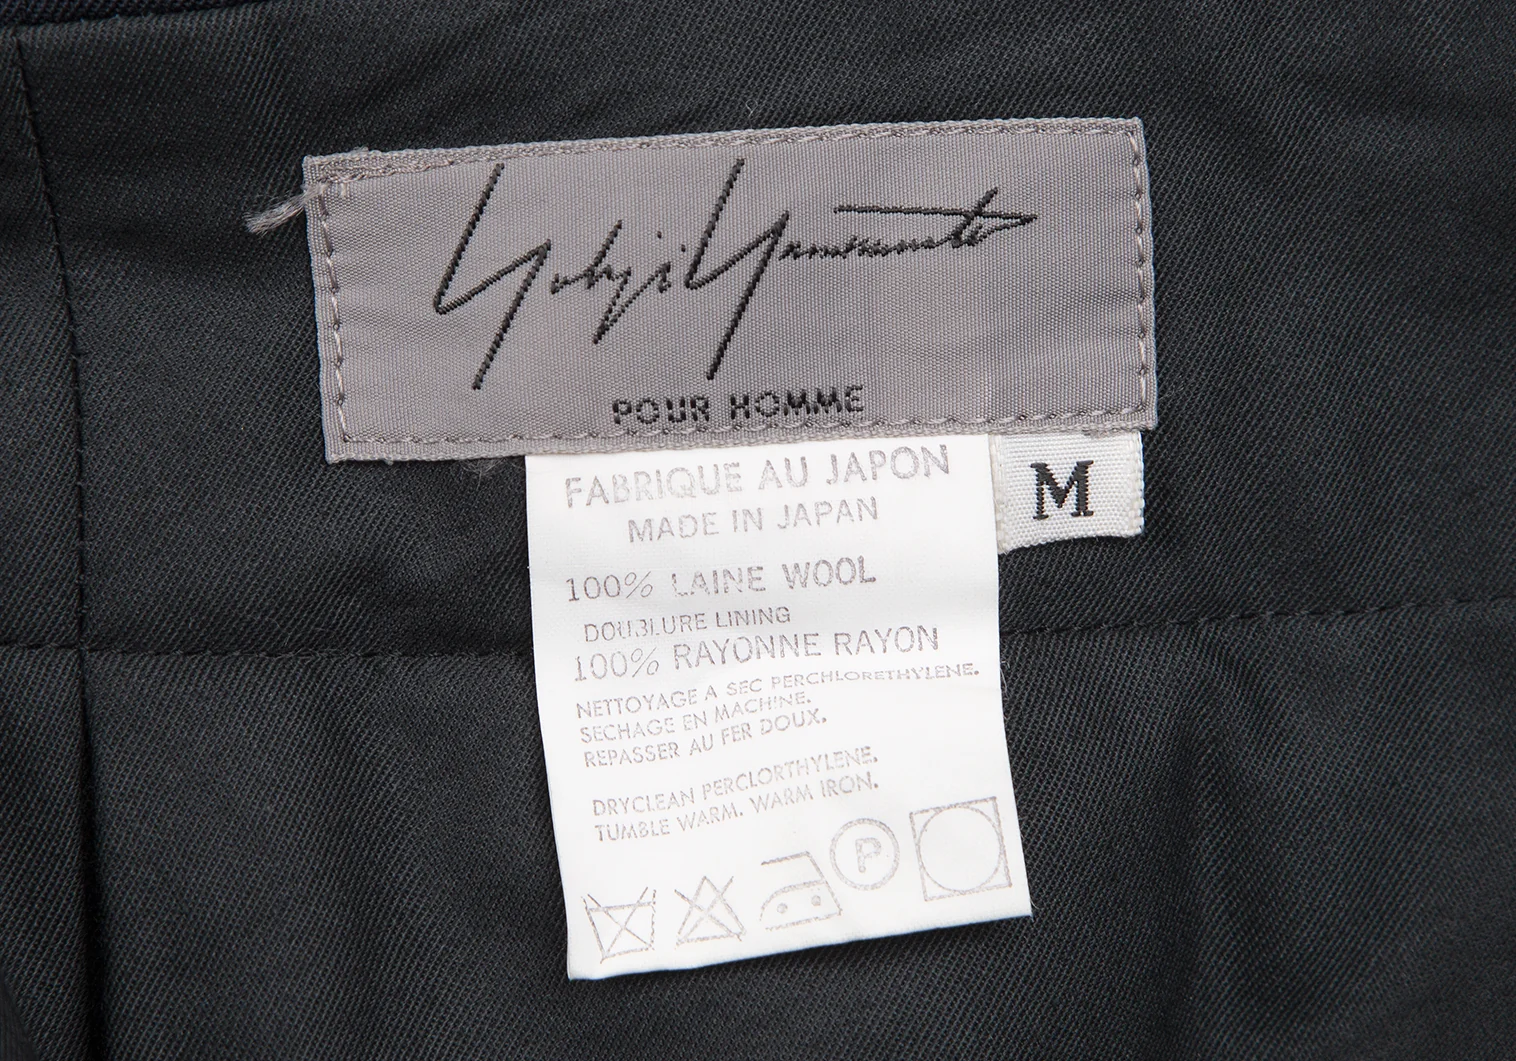 Yohji Yamamoto
POUR HOMME
M
FABRIQUE AU JAPON
MADE IN JAPAN
100% LAINE WOOL
DOUBLURE LINING
100% RAYONNE RAYON
NETTOYAGE A SEC PERCHLORETHYLENE.
SECHAGE EN MACHINE.
REPASSER AU FER DOUX.
DRYCLEAN PERCLORTHYLENE.
TUMBLE WARM. WARM IRON.
P